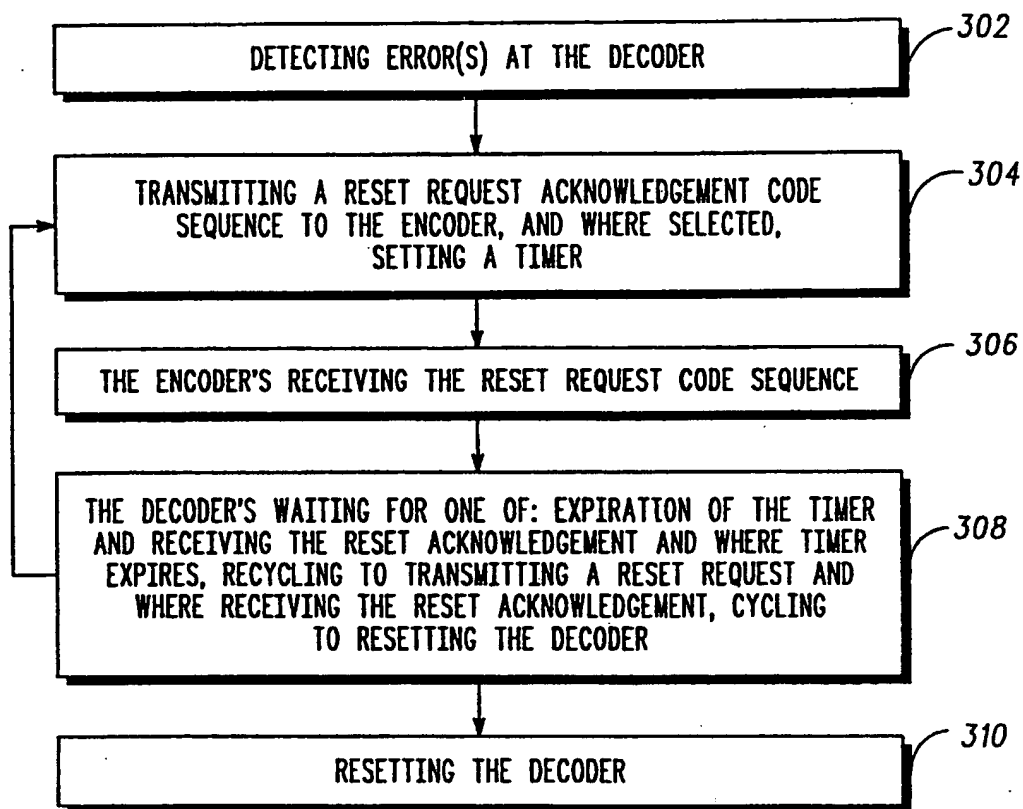 DETECTING ERROR(S) AT THE DECODER
302
TRANSMITTING A RESET REQUEST ACKNOWLEDGEMENT CODE
SEQUENCE TO THE ENCODER, AND WHERE SELECTED,
SETTING A TIMER
304
THE ENCODER'S RECEIVING THE RESET REQUEST CODE SEQUENCE
306
THE DECODER'S WAITING FOR ONE OF: EXPIRATION OF THE TIMER
AND RECEIVING THE RESET ACKNOWLEDGEMENT AND WHERE TIMER
EXPIRES, RECYCLING TO TRANSMITTING A RESET REQUEST AND
WHERE RECEIVING THE RESET ACKNOWLEDGEMENT, CYCLING
TO RESETTING THE DECODER
308
RESETTING THE DECODER
310